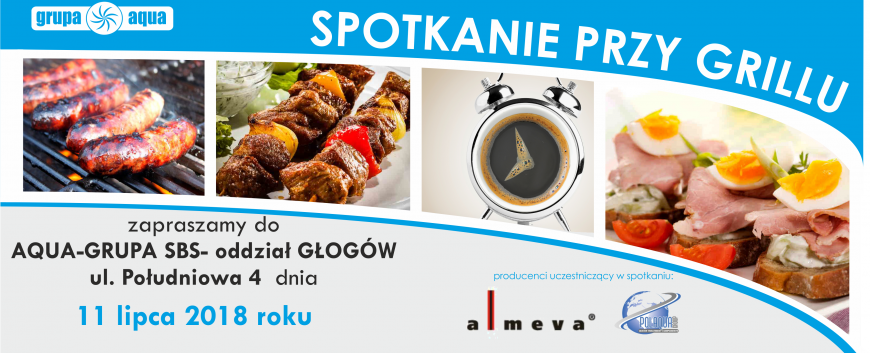 grupa aqua
SPOTKANIE PRZY GRILLU
zapraszamy do
AQUA-GRUPA SBS- oddział GŁOGÓW
ul. Południowa 4 dnia
11 lipca 2018 roku
producenci uczestniczący w spotkaniu:
almeva®